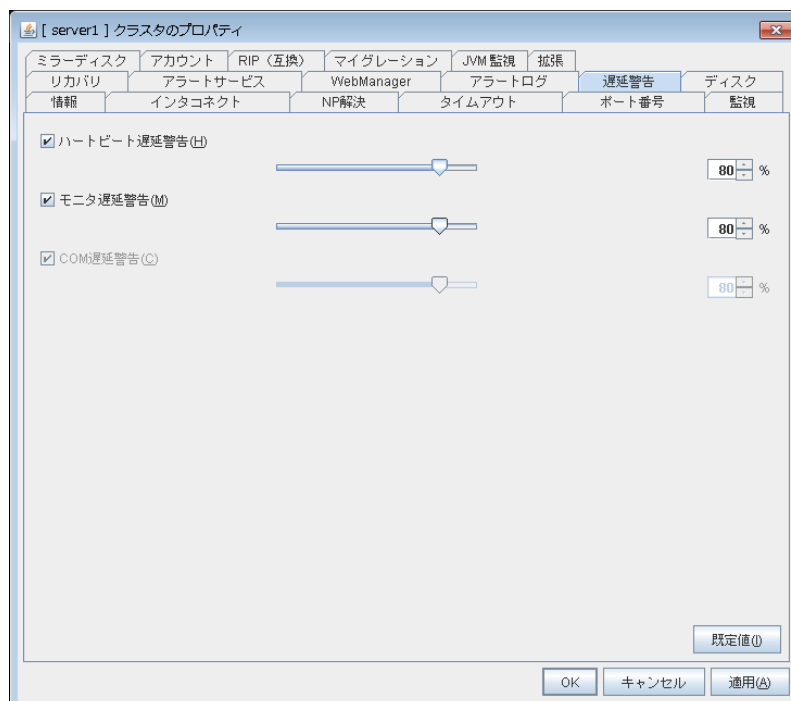 [ server1 ] クラスタのプロパティ
ミラーディスク アカウント RIP（互換） マイグレーション JVM監視 拡張
リカバリ アラートサービス WebManager アラートログ 遅延警告 ディスク
情報 インタコネクト NP解決 タイムアウト ポート番号 監視
ハートビート遅延警告(H)
80 %
モニタ遅延警告(M)
80 %
COM遅延警告(C)
80 %
既定値(I)
OK キャンセル 適用(A)